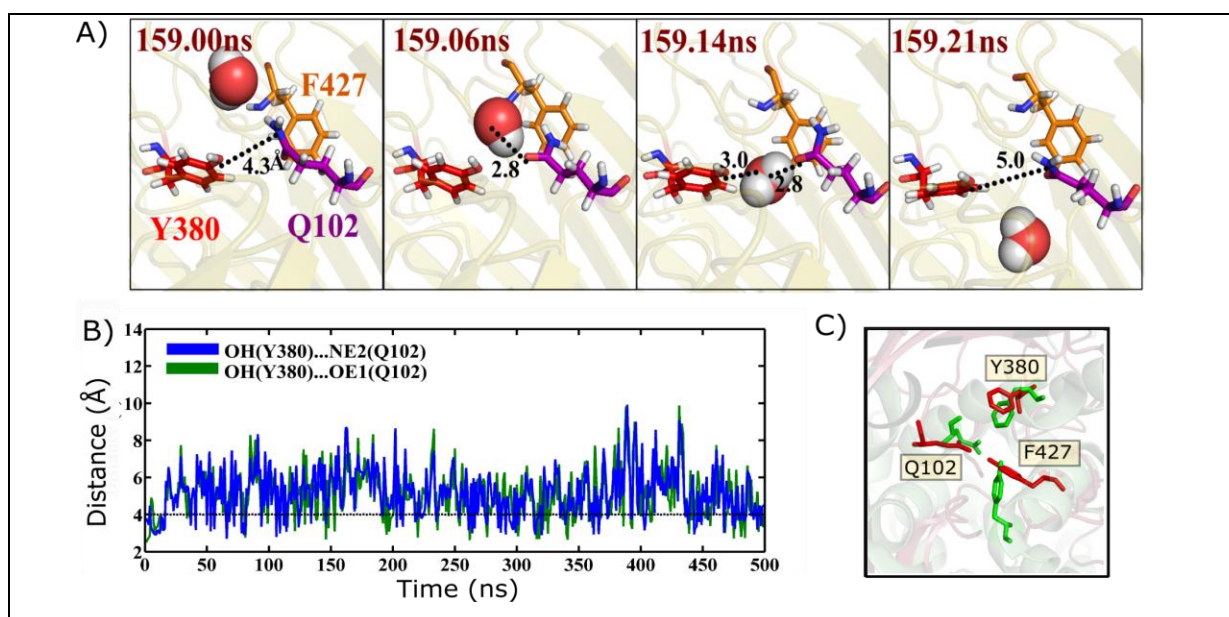 A)
159.00ns
159.06ns
159.14ns
159.21ns
F427
4.3Å
Y380
Q102
2.8
3.0
2.8
5.0
B)
OH(Y380)...NE2(Q102)
OH(Y380)...OE1(Q102)
Distance (Å)
14
12
10
8
6
4
2
0
50
100
150
200
250
300
350
400
450
500
Time (ns)
C)
Y380
F427
Q102